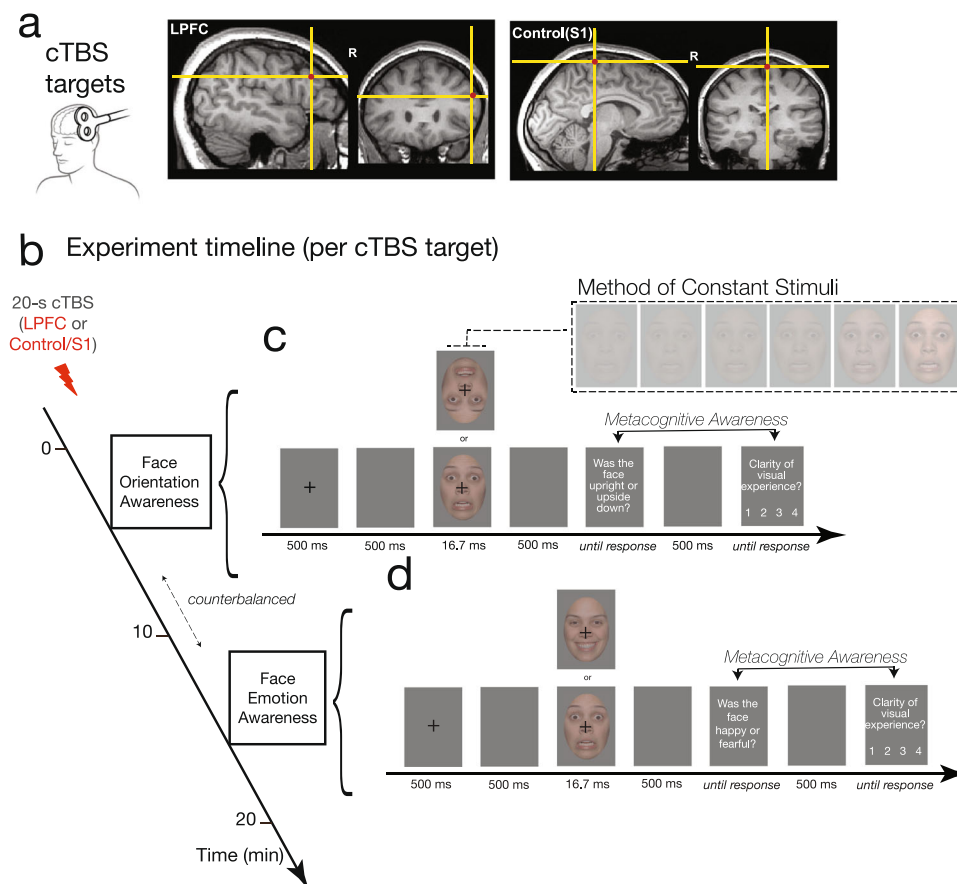 a
cTBS
targets
LPFC
R
Control(S1)
R
b Experiment timeline (per cTBS target)
20-s cTBS
(LPFC or
Control/S1)
0
10
20
Time (min)
Face
Orientation
Awareness
counterbalanced
Face
Emotion
Awareness
c
Method of Constant Stimuli
or
Metacognitive Awareness
Was the
face
upright or
upside
down?
Clarity of
visual
experience?
1 2 3 4
500 ms 500 ms 16.7 ms 500 ms until response 500 ms until response
d
or
Metacognitive Awareness
Was the
face
happy or
fearful?
Clarity of
visual
experience?
1 2 3 4
500 ms 500 ms 16.7 ms 500 ms until response 500 ms until response